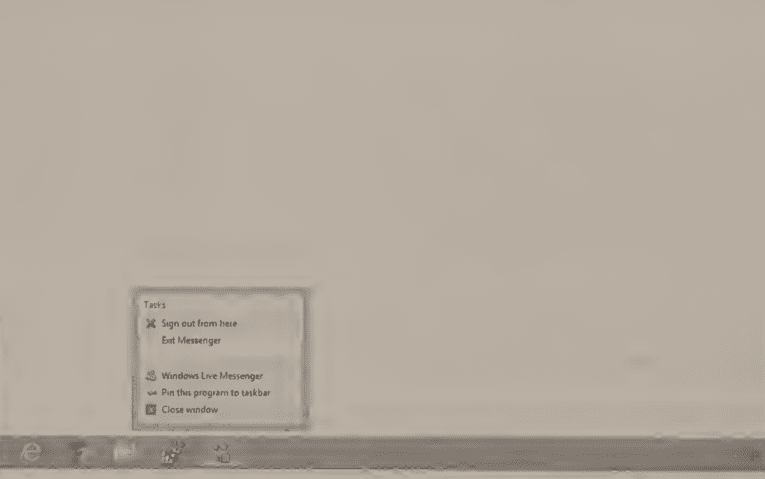 Tasks
Sign out from here
Exit Messenger
Windows Live Messenger
Pin this program to taskbar
Close window